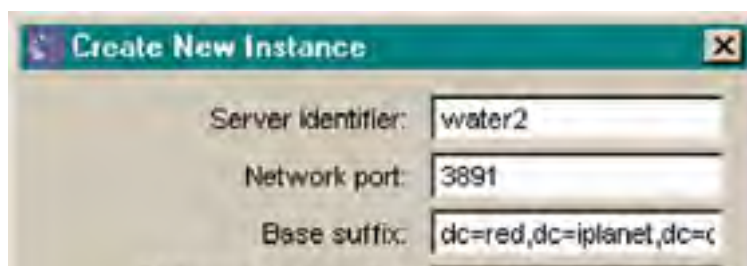 Create New Instance
Server identifier: water2
Network port: 3891
Base suffix: dc=red,dc=iplanet,dc=c